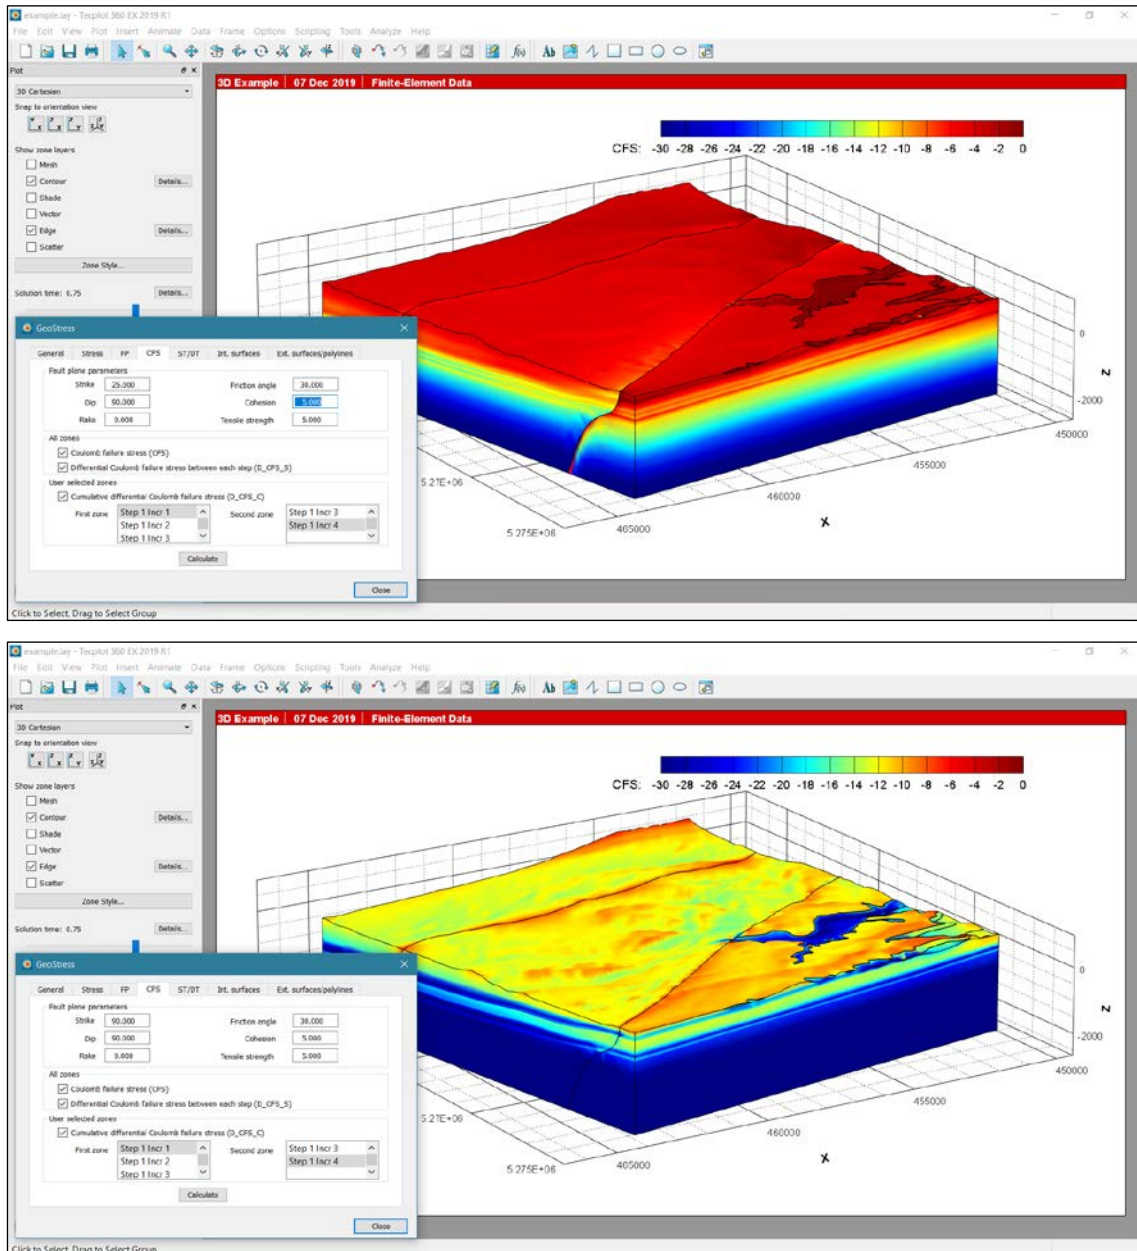 example.lay - Tecplot 360 EX 2019 R1
File Edit View Plot Insert Animate Data Frame Options Scripting Tools Analyze Help
Plot
3D Cartesian
Snap to orientation view
Show zone layers
Mesh
Contour Details...
Shade
Vector
Edge Details...
Scatter
Zone Style...
Solution time: 0.75 Details...
3D Example | 07 Dec 2019 | Finite-Element Data
CFS: -30 -28 -26 -24 -22 -20 -18 -16 -14 -12 -10 -8 -6 -4 -2 0
0
Z
-2000
450000
455000
460000
X
465000
5.27E+06
5.275E+06
GeoStress
General Stress FP CFS ST/DT Int. surfaces Ext. surfaces/polylines
Fault plane parameters
Strike 25.000 Friction angle 30.000
Dip 90.000 Cohesion 5.000
Rake 0.000 Tensile strength 5.000
All zones
Coulomb failure stress (CFS)
Differential Coulomb failure stress between each step (D_CFS_S)
User selected zones
Cumulative differential Coulomb failure stress (D_CFS_C)
First zone Step 1 Incr 1 Second zone Step 1 Incr 3
Step 1 Incr 2 Step 1 Incr 4
Step 1 Incr 3
Calculate
Close
Click to Select, Drag to Select Group
example.lay - Tecplot 360 EX 2019 R1
File Edit View Plot Insert Animate Data Frame Options Scripting Tools Analyze Help
Plot
3D Cartesian
Snap to orientation view
Show zone layers
Mesh
Contour Details...
Shade
Vector
Edge Details...
Scatter
Zone Style...
Solution time: 0.75 Details...
3D Example | 07 Dec 2019 | Finite-Element Data
CFS: -30 -28 -26 -24 -22 -20 -18 -16 -14 -12 -10 -8 -6 -4 -2 0
0
Z
-2000
450000
455000
460000
X
465000
5.27E+06
5.275E+06
GeoStress
General Stress FP CFS ST/DT Int. surfaces Ext. surfaces/polylines
Fault plane parameters
Strike 90.000 Friction angle 30.000
Dip 90.000 Cohesion 5.000
Rake 0.000 Tensile strength 5.000
All zones
Coulomb failure stress (CFS)
Differential Coulomb failure stress between each step (D_CFS_S)
User selected zones
Cumulative differential Coulomb failure stress (D_CFS_C)
First zone Step 1 Incr 1 Second zone Step 1 Incr 3
Step 1 Incr 2 Step 1 Incr 4
Step 1 Incr 3
Calculate
Close
Click to Select, Drag to Select Group